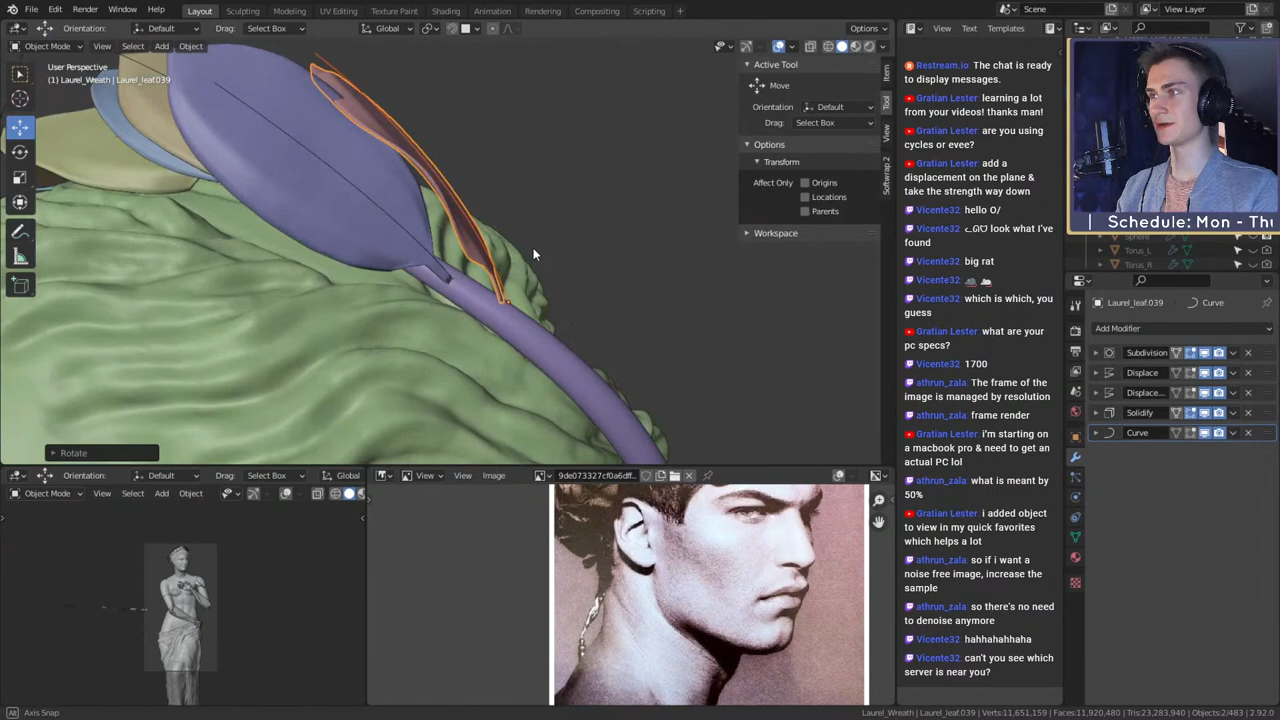 File Edit Render Window Help Layout Sculpting Modeling UV Editing Texture Paint Shading Animation Rendering Compositing Scripting + Scene View Layer
Orientation: Default Drag: Select Box Global Options View Text Templates
Object Mode View Select Add Object
User Perspective
(1) Laurel_Wreath | Laurel_leaf.039
Active Tool
Move
Orientation Default
Drag: Select Box
Options
Transform
Affect Only Origins
Locations
Parents
Workspace
Item
Tool
View
Softwrap 2
Rotate
Restream.io: The chat is ready
to display messages.
Gratian Lester: learning a lot
from your videos! thanks man!
Gratian Lester: are you using
cycles or evee?
Gratian Lester: add a
displacement on the plane &
take the strength way down
Vicente32: hello O/
look what I've
found
Vicente32: big rat
Vicente32:
Vicente32: which is which, you
guess
Gratian Lester: what are your
pc specs?
Vicente32: 1700
athrun_zala: The frame of the
image is managed by resolution
athrun_zala: frame render
Gratian Lester: i'm starting on
a macbook pro & need to get an
actual PC lol
athrun_zala: what is meant by
50%
Gratian Lester: i added object
to view in my quick favorites
which helps a lot
athrun_zala: so if i want a
noise free image, increase the
sample
athrun_zala: so there's no need
to denoise anymore
Vicente32: hahhahahhaha
Vicente32: can't you see which
server is near you?
| Schedule: Mon - Thu
Torus_L
Torus_R
Laurel_leaf.039 Curve
Add Modifier
Subdivision
Displace
Displace...
Solidify
Curve
Orientation: Default Drag: Select Box Global
Object Mode View Select Add Object
View View Image 9de073327cf0a6dff...
Alt Axis Snap
Laurel_Wreath | Laurel_leaf.039 | Verts:11,651,159 | Faces:11,920,480 | Tris:23,283,940 | Objects:2/483 | 2.92.0